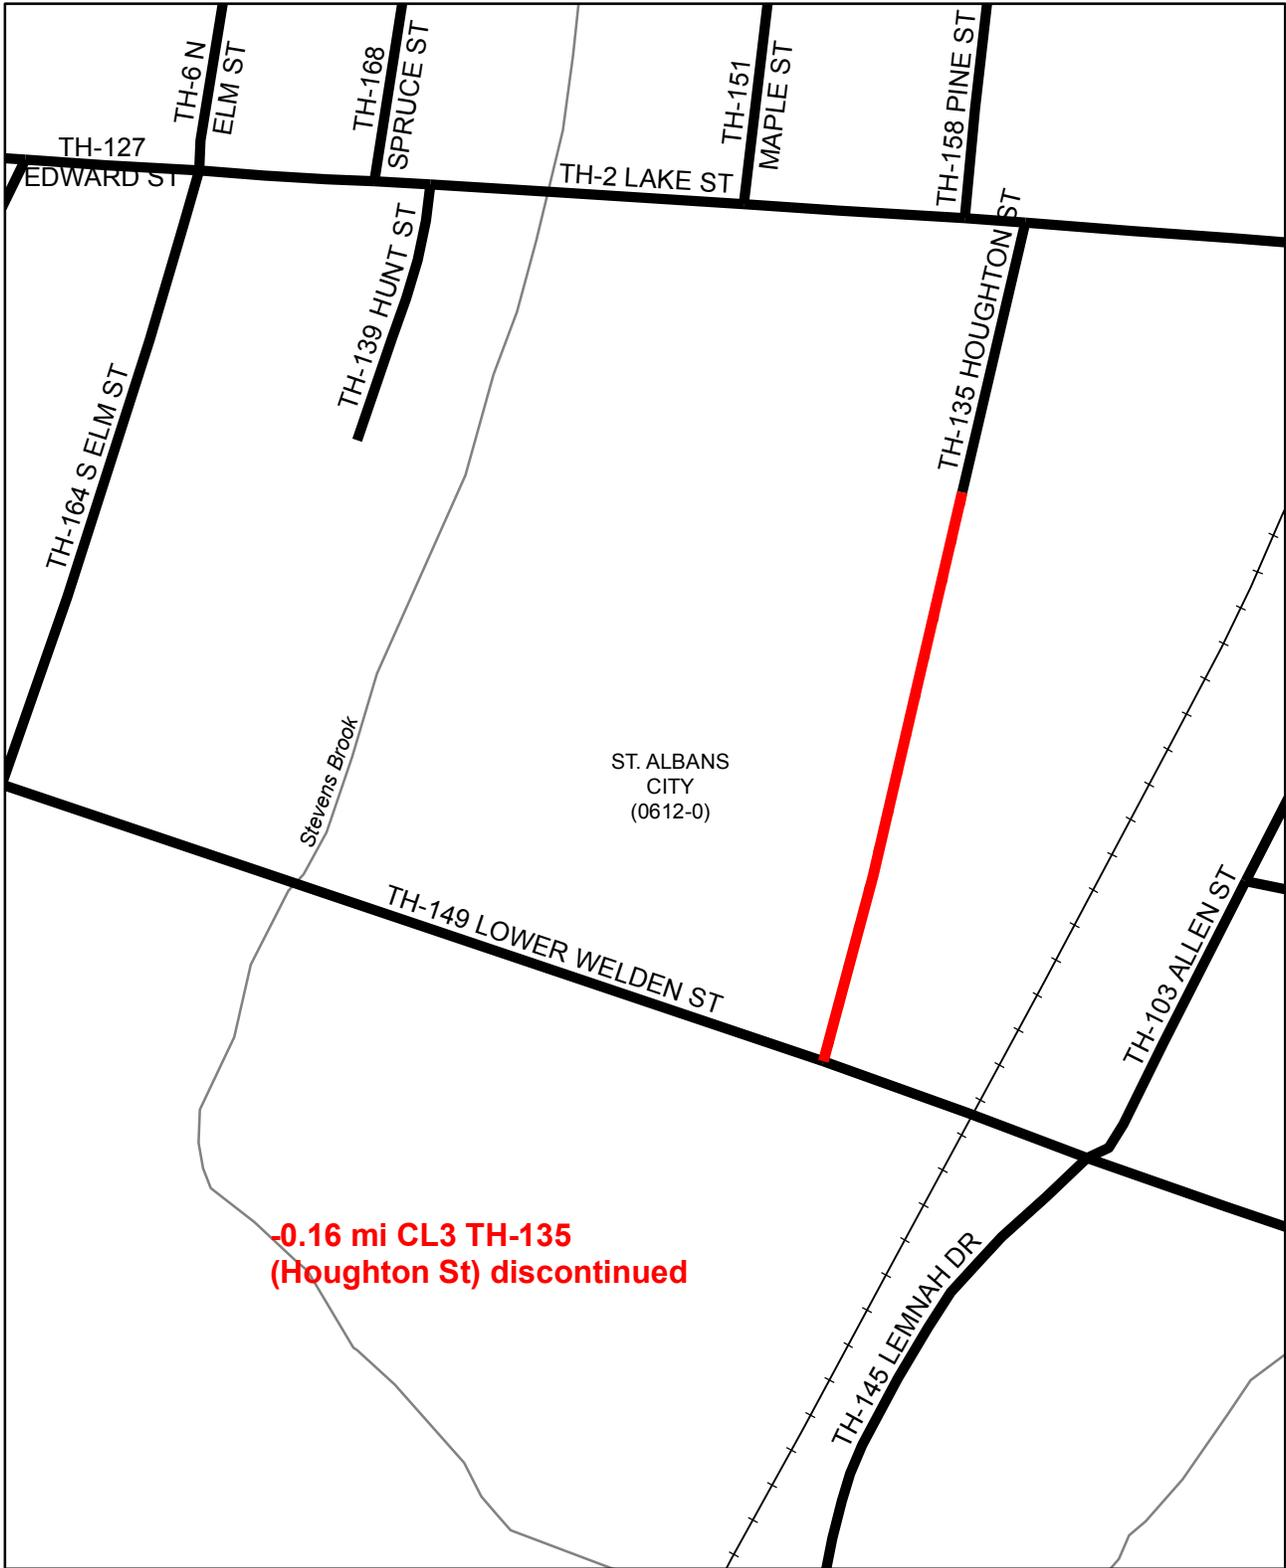 TH-6 N
ELM ST
TH-168
SPRUCE ST
TH-151
MAPLE ST
TH-158 PINE ST
TH-127
EDWARD ST
TH-2 LAKE ST
TH-139 HUNT ST
TH-135 HOUGHTON ST
TH-164 S ELM ST
Stevens Brook
ST. ALBANS
CITY
(0612-0)
TH-149 LOWER WELDEN ST
TH-103 ALLEN ST
-0.16 mi CL3 TH-135
(Houghton St) discontinued
TH-145 LEMNAH DR